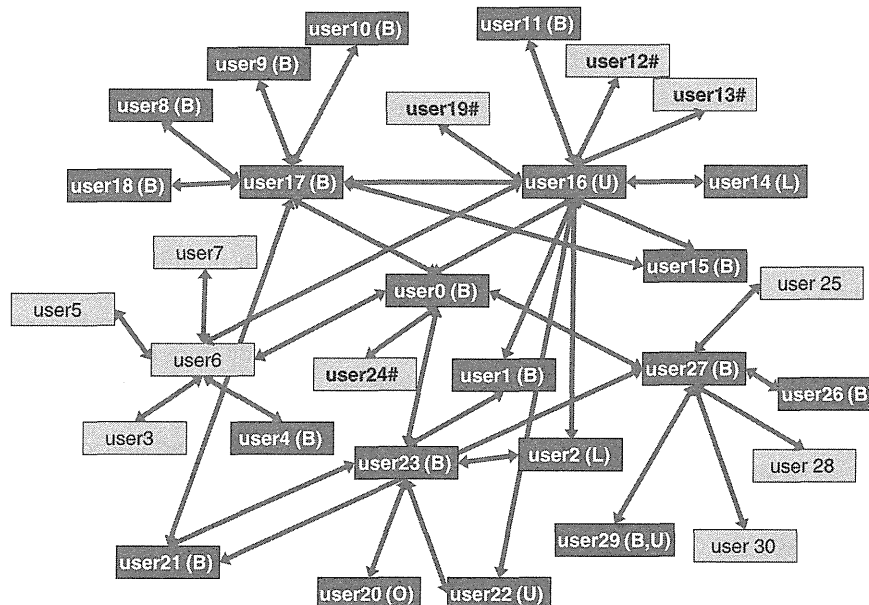 user10 (B)
user11 (B)
user9 (B)
user12#
user8 (B)
user19#
user13#
user18 (B)
user17 (B)
user16 (U)
user14 (L)
user7
user15 (B)
user5
user0 (B)
user 25
user6
user24#
user1 (B)
user27 (B)
user26 (B
user3
user4 (B)
user23 (B)
user2 (L)
user 28
user21 (B)
user29 (B,U)
user 30
user20 (O)
user22 (U)